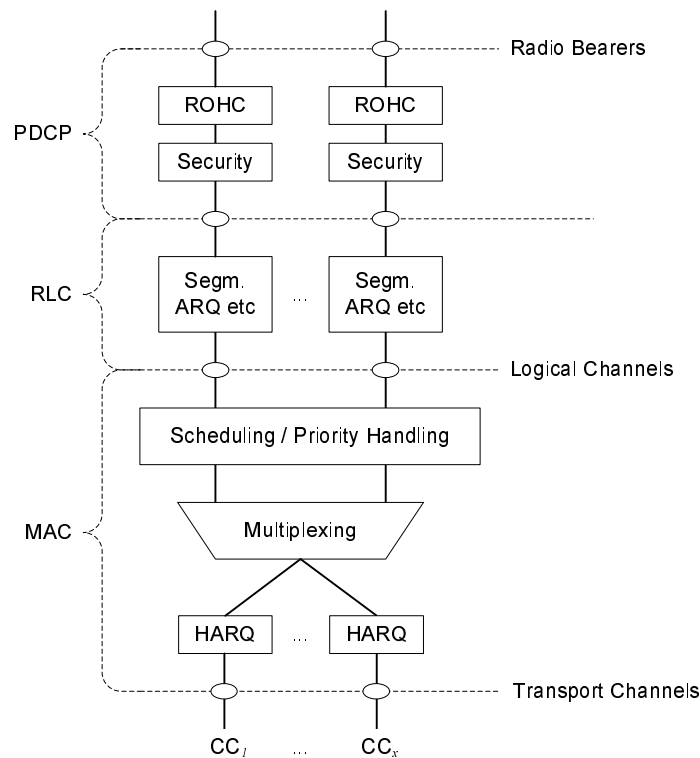 Radio Bearers
ROHC
ROHC
PDCP
Security
Security
Segm.
ARQ etc
...
Segm.
ARQ etc
RLC
Logical Channels
Scheduling / Priority Handling
Multiplexing
MAC
HARQ
...
HARQ
Transport Channels
CCl
...
CCx